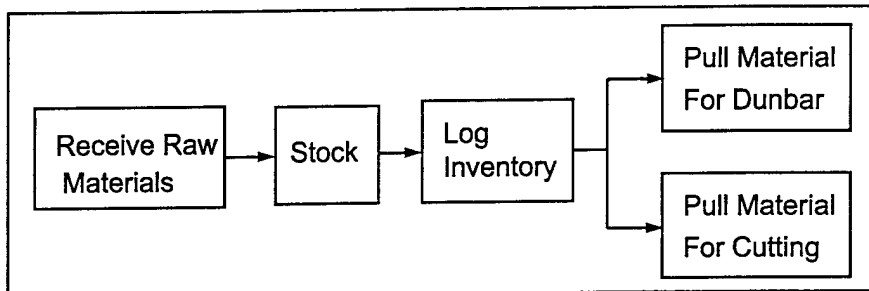 Receive Raw
Materials
Stock
Log
Inventory
Pull Material
For Dunbar
Pull Material
For Cutting